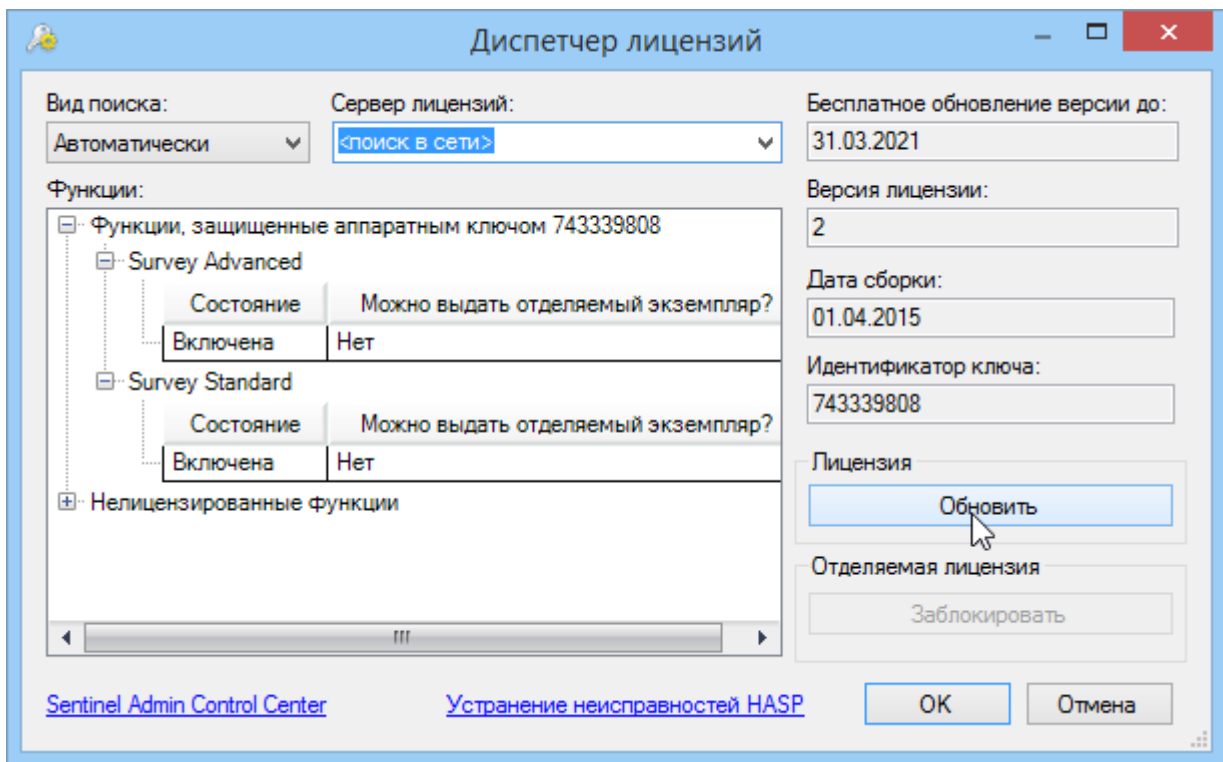 Диспетчер лицензий
Вид поиска:
Сервер лицензий:
Бесплатное обновление версии до:
Автоматически
<поиск в сети>
31.03.2021
Функции:
Версия лицензии:
Функции, защищенные аппаратным ключом 743339808
2
Survey Advanced
Состояние
Можно выдать отделяемый экземпляр?
Дата сборки:
Включена
Нет
01.04.2015
Survey Standard
Идентификатор ключа:
Состояние
Можно выдать отделяемый экземпляр?
743339808
Включена
Нет
Лицензия
Нелицензированные функции
Обновить
Отделяемая лицензия
Заблокировать
Sentinel Admin Control Center
Устранение неисправностей HASP
OK
Отмена